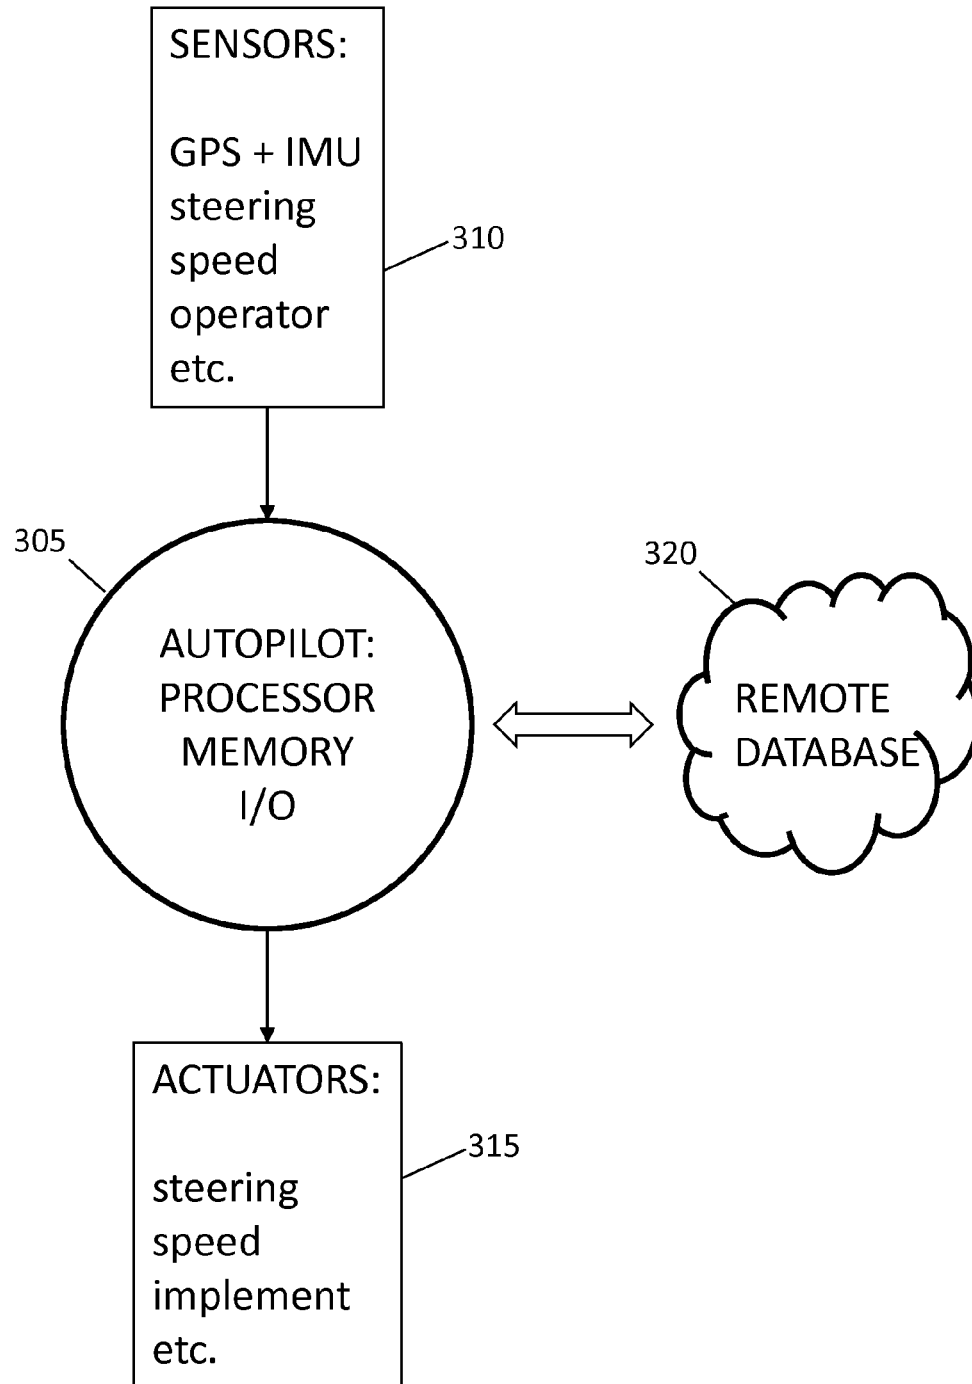 SENSORS:
GPS + IMU
steering
speed
operator
etc.
310
305
AUTOPILOT:
PROCESSOR
MEMORY
I/O
320
REMOTE
DATABASE
ACTUATORS:
steering
speed
implement
etc.
315